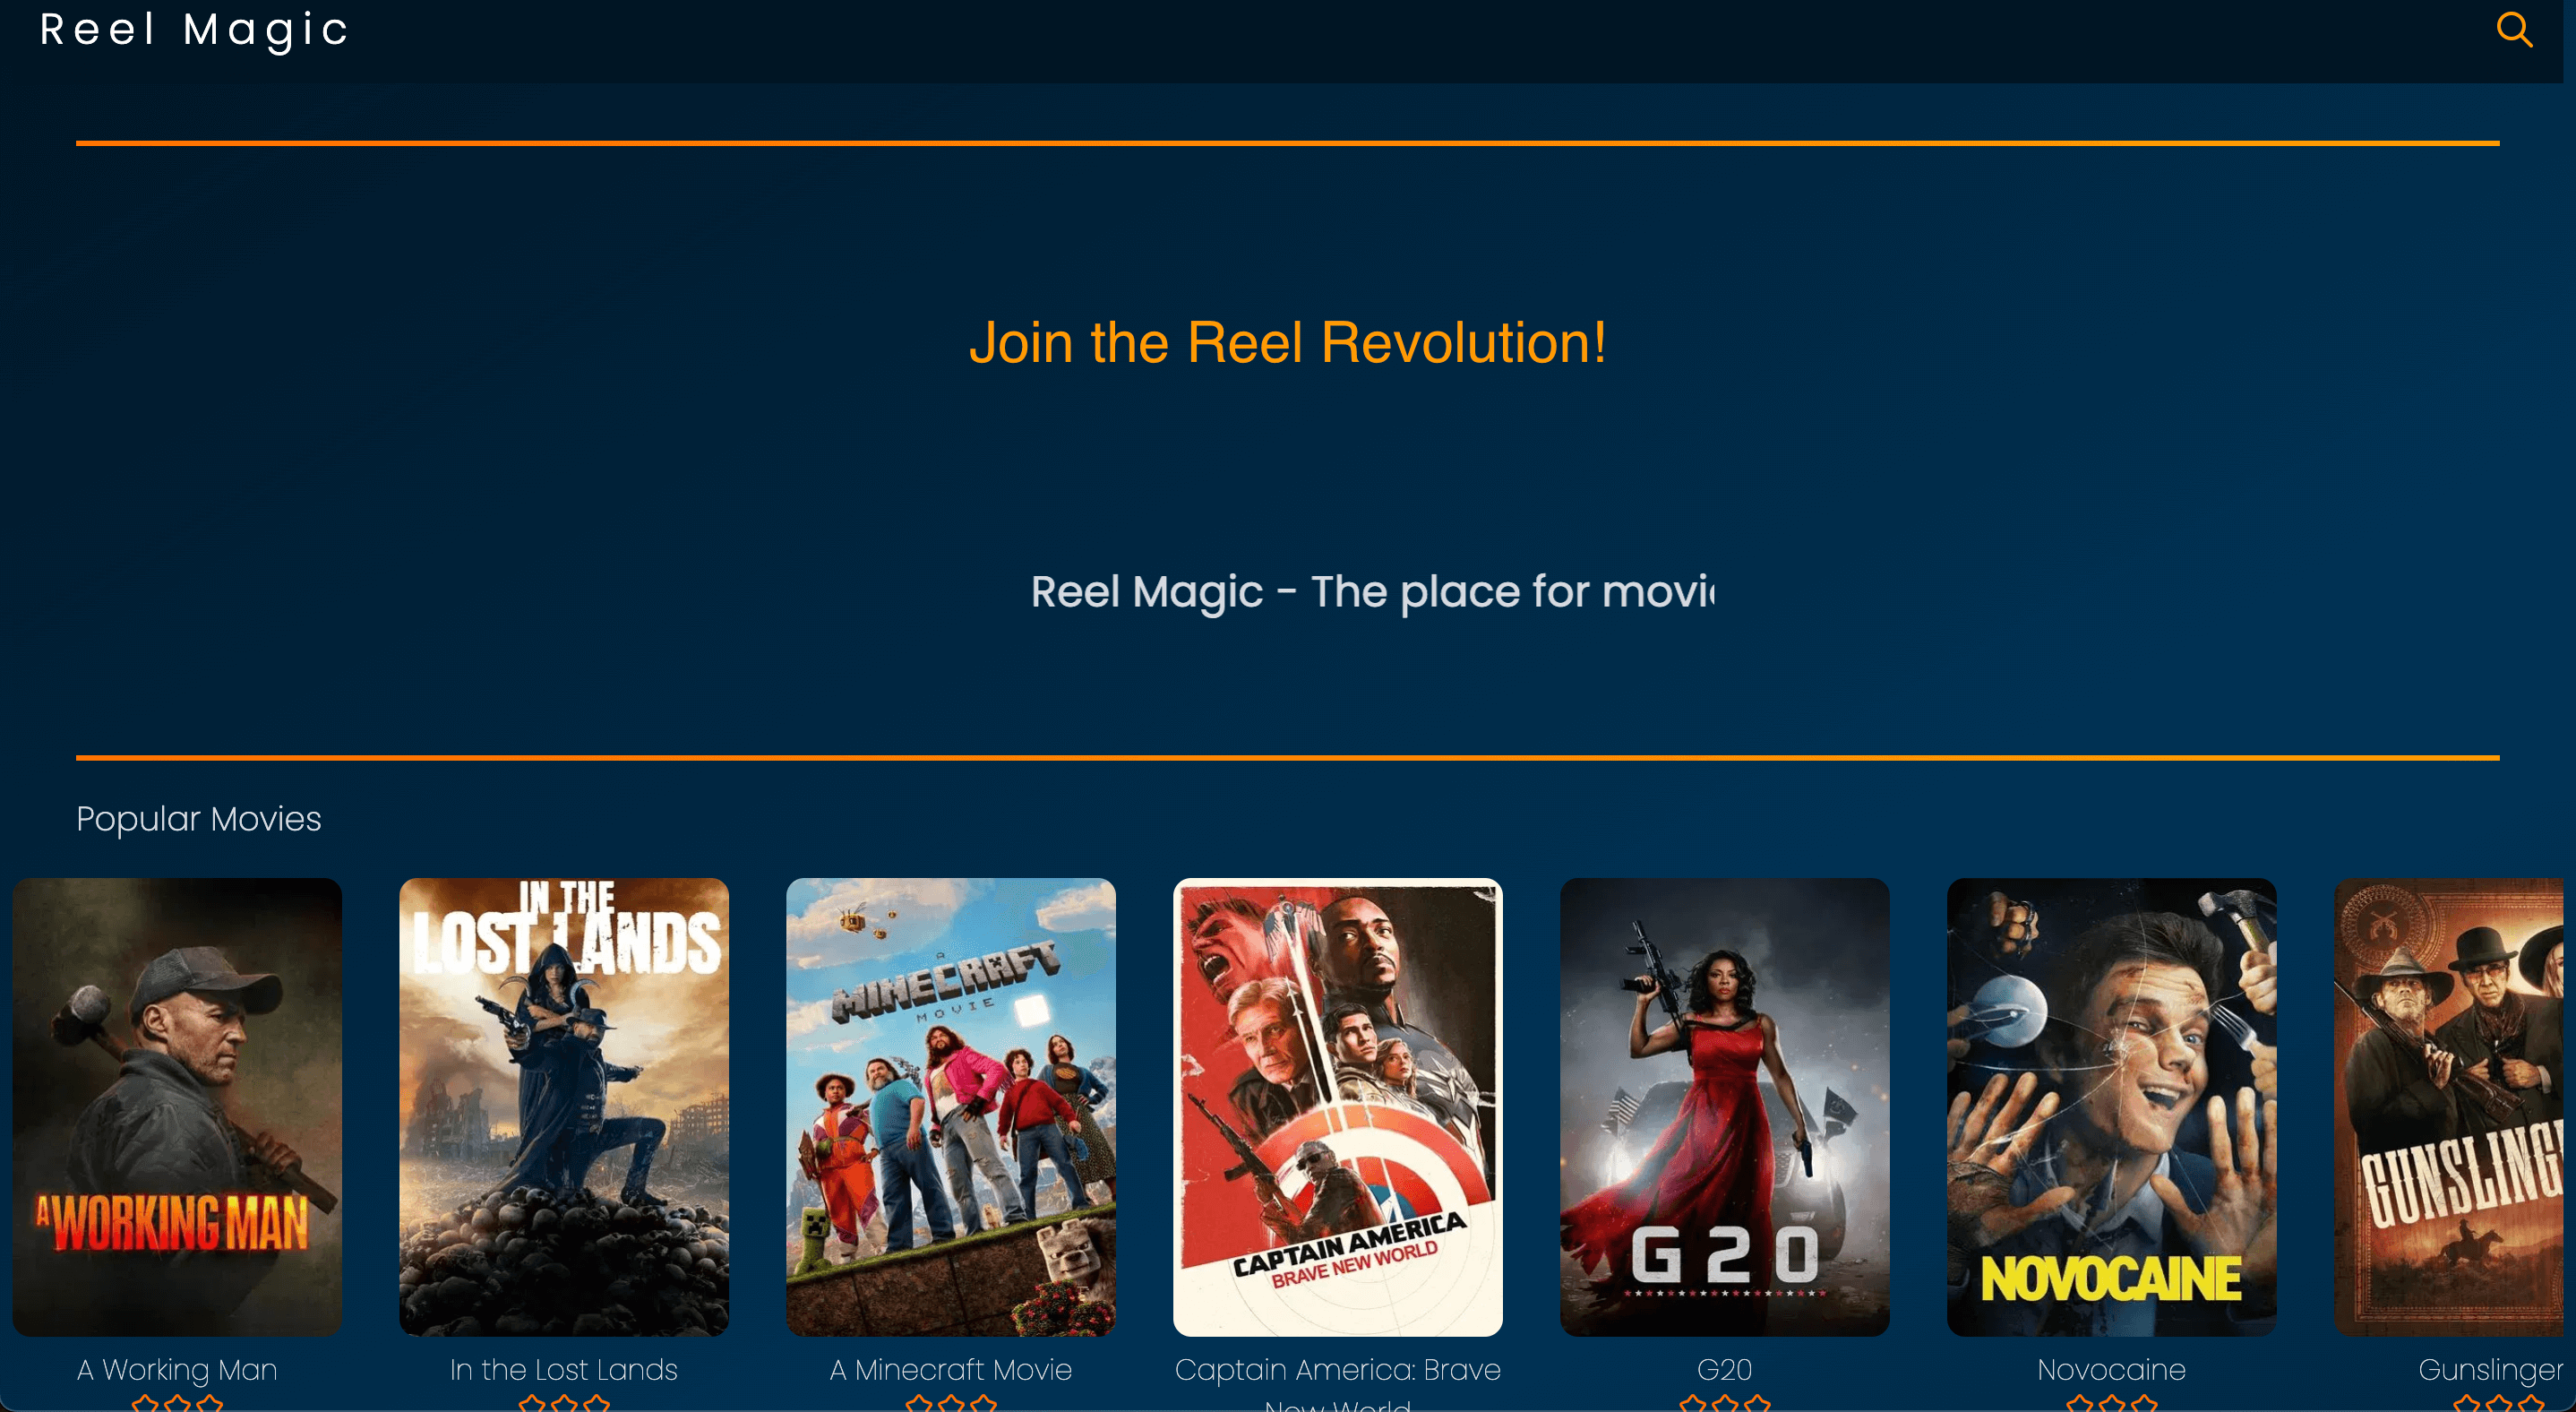 Reel Magic
Join the Reel Revolution!
Reel Magic - The place for movi
Popular Movies
A WORKING MAN
IN THE
LOST LANDS
A
MINECRAFT
MOVIE
CAPTAIN AMERICA
BRAVE NEW WORLD
G20
NOVOCAINE
GUNSLING
A Working Man
In the Lost Lands
A Minecraft Movie
Captain America: Brave
New World
G20
Novocaine
Gunslinger